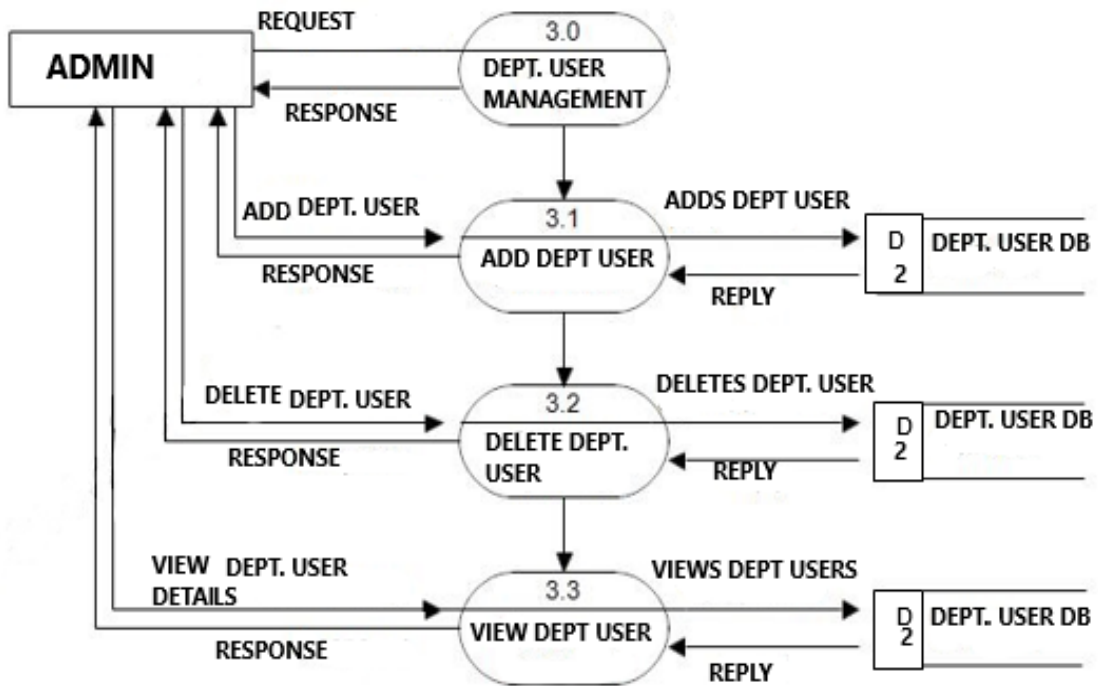 REQUEST
ADMIN
3.0
DEPT. USER
MANAGEMENT
RESPONSE
ADD DEPT. USER
RESPONSE
3.1
ADD DEPT USER
ADDS DEPT USER
REPLY
D
2
DEPT. USER DB
DELETE DEPT. USER
RESPONSE
3.2
DELETE DEPT.
USER
DELETES DEPT. USER
REPLY
D
2
DEPT. USER DB
VIEW DEPT. USER
DETAILS
RESPONSE
3.3
VIEW DEPT USER
VIEWS DEPT USERS
REPLY
D
2
DEPT. USER DB